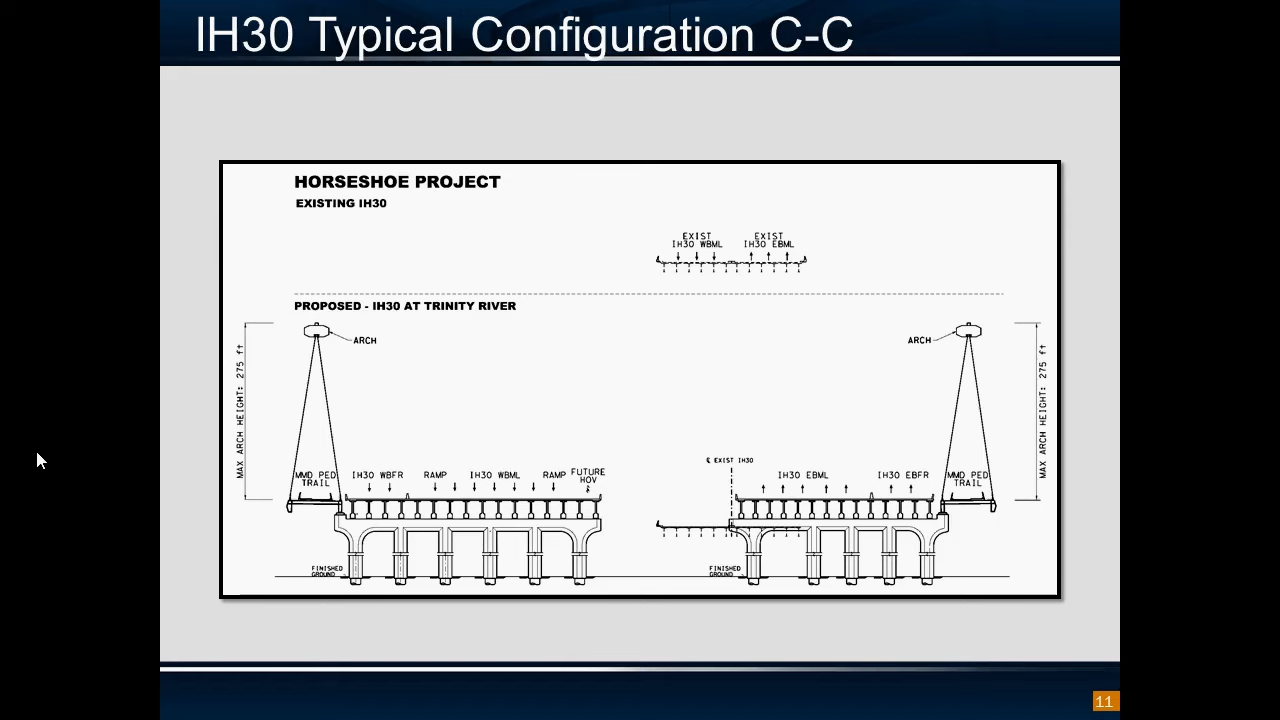 IH30 Typical Configuration C-C
HORSESHOE PROJECT
EXISTING IH30
EXIST
IH30 WBML
EXIST
IH30 EBML
PROPOSED - IH30 AT TRINITY RIVER
ARCH
ARCH
MAX ARCH HEIGHT: 275 ft
MAX ARCH HEIGHT: 275 ft
MMD PED
TRAIL
IH30 WBFR
RAMP
IH30 WBML
RAMP
FUTURE
HOV
℄ EXIST IH30
IH30 EBML
IH30 EBFR
MMD PED
TRAIL
FINISHED
GROUND
FINISHED
GROUND
11